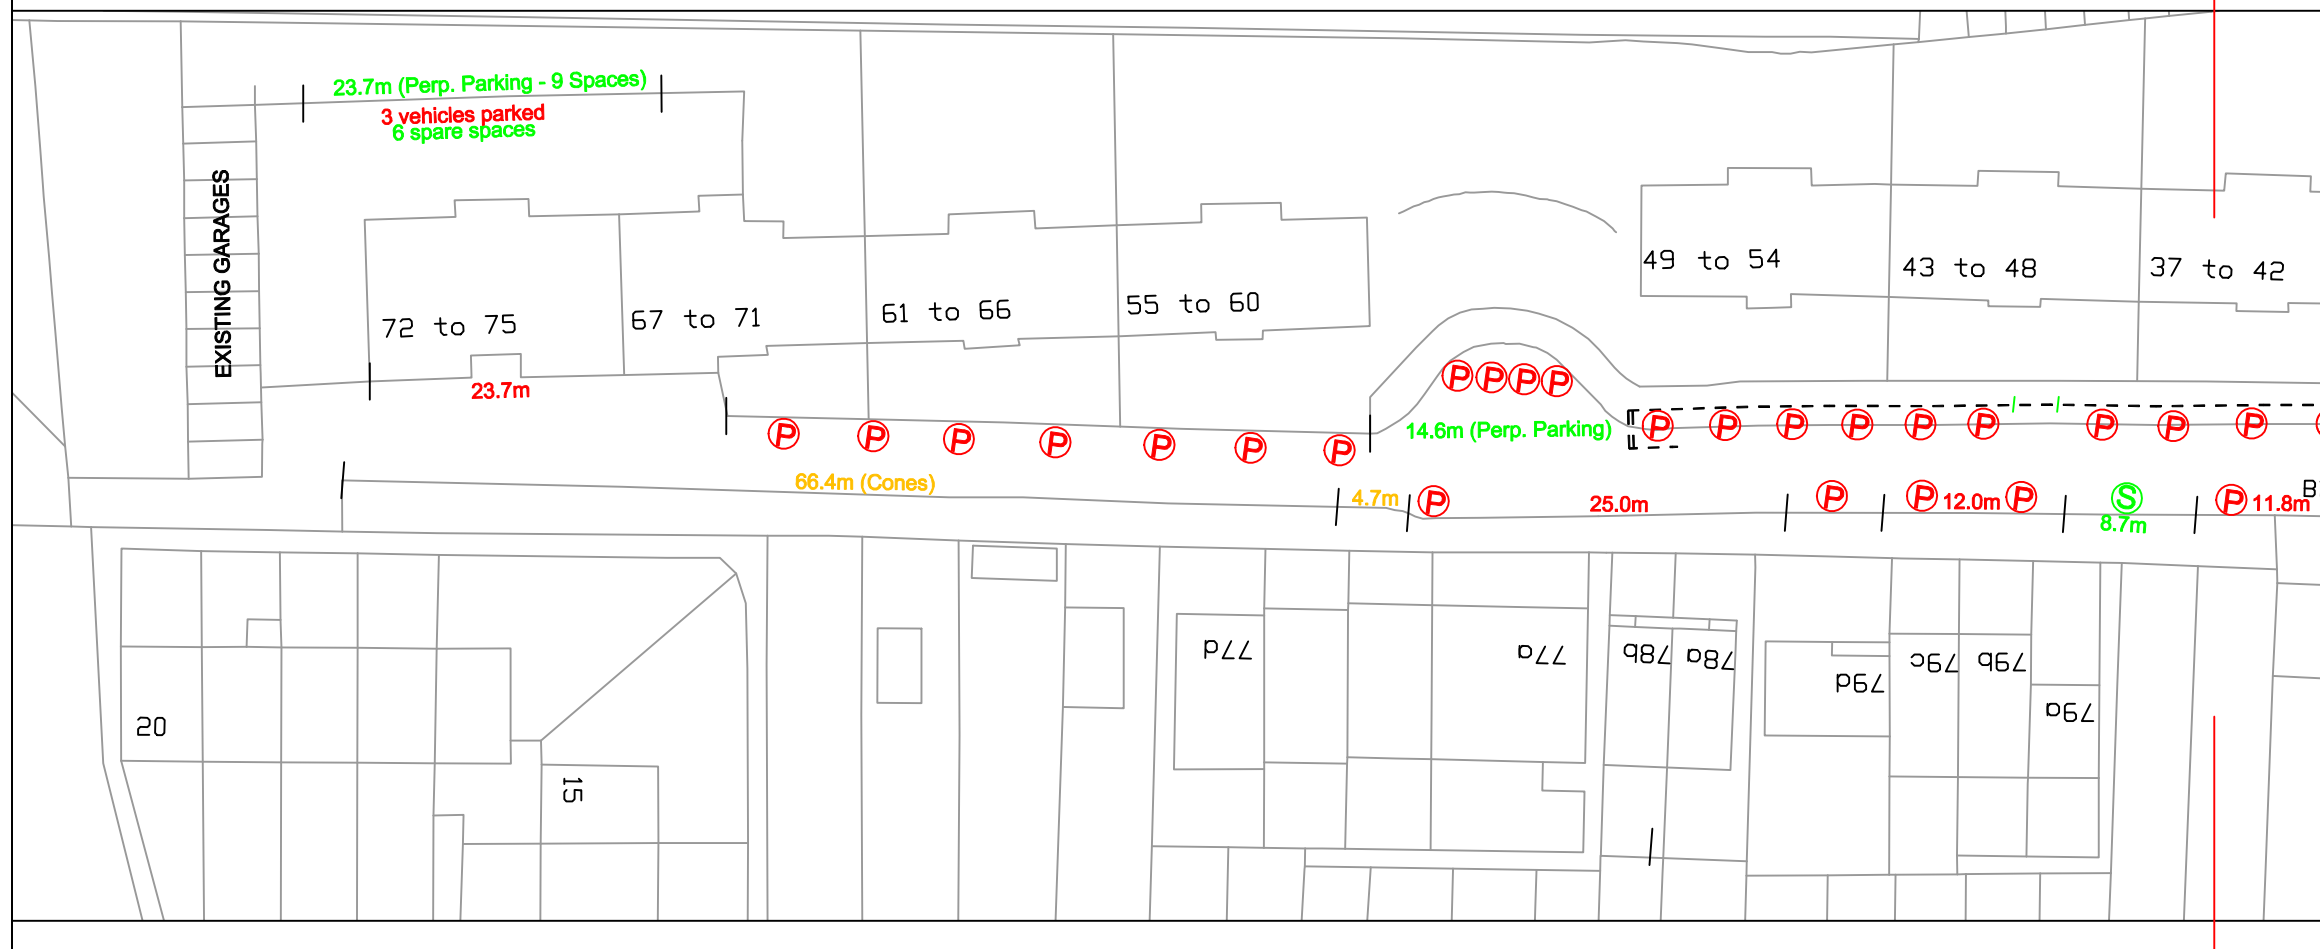 23.7m (Perp. Parking - 9 Spaces)
3 vehicles parked
6 spare spaces
EXISTING GARAGES
72 to 75
67 to 71
61 to 66
55 to 60
49 to 54
43 to 48
37 to 42
23.7m
P P P P
P P P P P P P
14.6m (Perp. Parking)
P P P P P P P P P
66.4m (Cones)
4.7m
P
25.0m
P
P 12.0m P
S
8.7m
P 11.8m
B
77d
77a
78b
78a
79d
79c
79b
79a
20
15